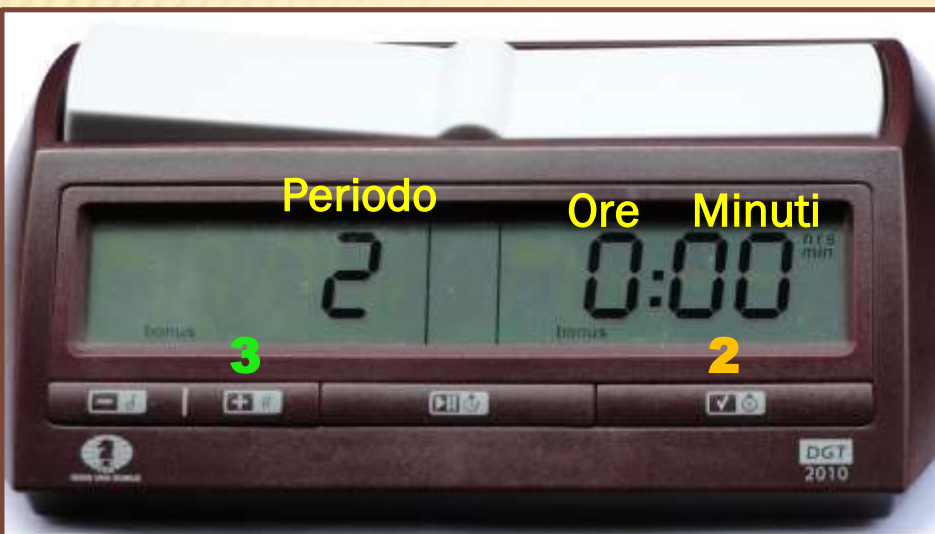 Periodo
Ore Minuti
2 0:00 hrs
min
bonus bonus
3 2
DGT
2010